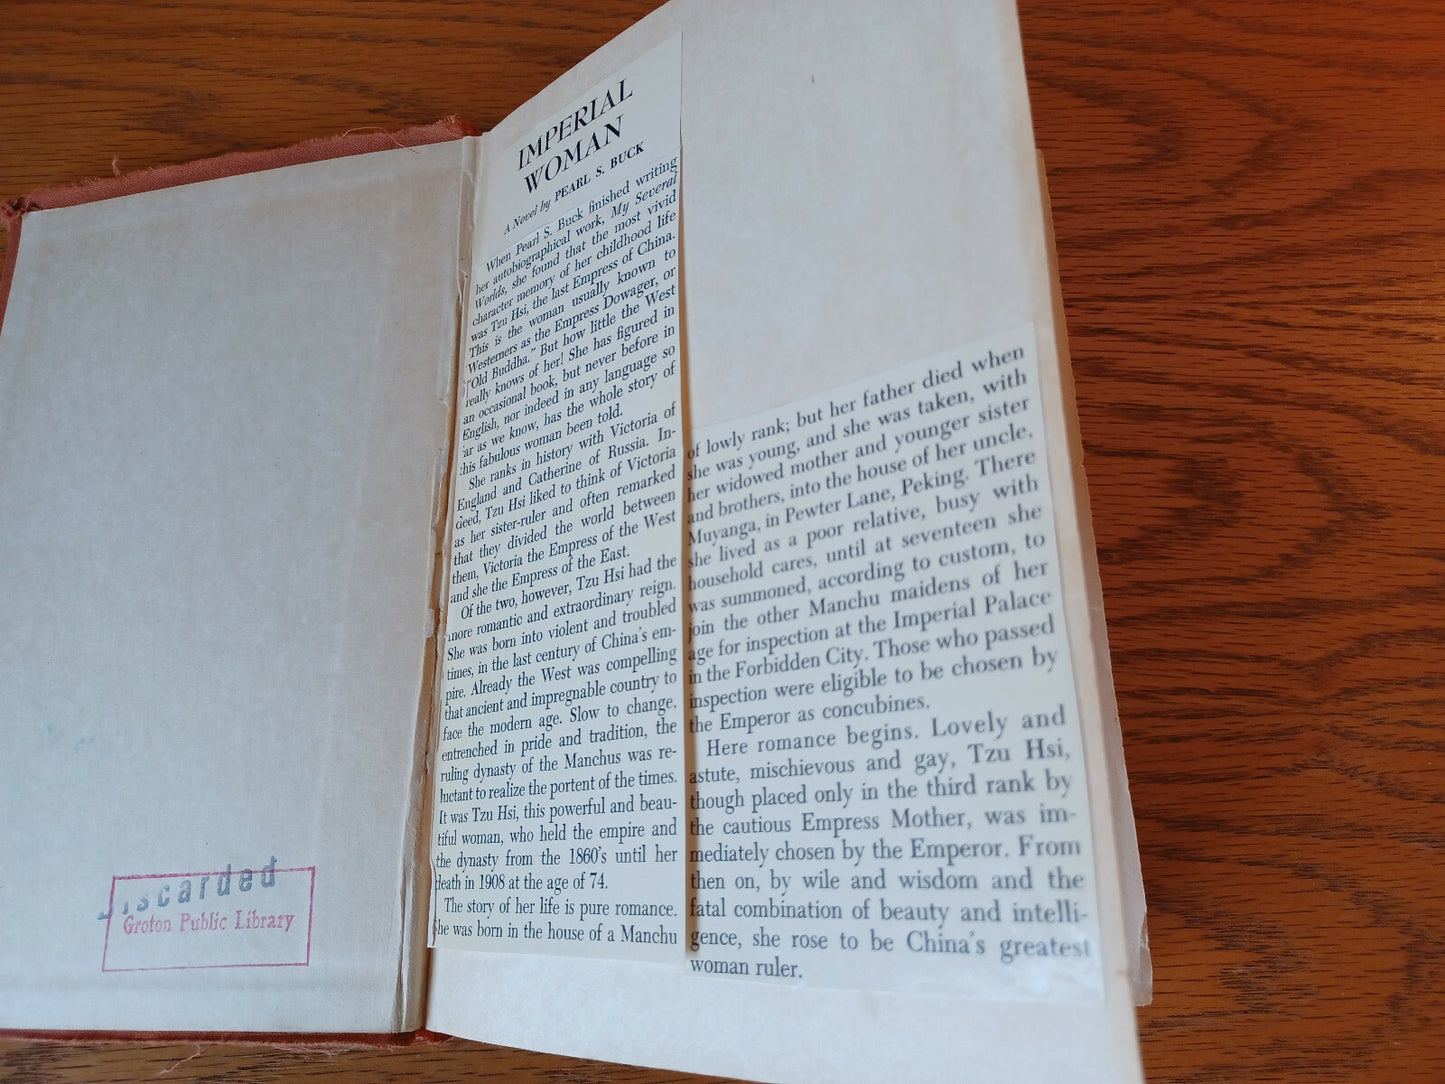 Discarded
Groton Public Library
IMPERIAL
WOMAN
A Novel by PEARL S. BUCK
When Pearl S. Buck finished writing
her autobiographical work, My Several
Worlds, she found that the most vivid
character memory of her childhood life
was Tzu Hsi, the last Empress of China.
This is the woman usually known to
Westerners as the Empress Dowager, or
"Old Buddha." But how little the West
really knows of her! She has figured in
an occasional book, but never before in
English, nor indeed in any language so
far as we know, has the whole story of
this fabulous woman been told.
She ranks in history with Victoria of
England and Catherine of Russia. In-
deed, Tzu Hsi liked to think of Victoria
as her sister-ruler and often remarked
that they divided the world between
them, Victoria the Empress of the West
and she the Empress of the East.
Of the two, however, Tzu Hsi had the
more romantic and extraordinary reign.
She was born into violent and troubled
times, in the last century of China's em-
pire. Already the West was compelling
that ancient and impregnable country to
face the modern age. Slow to change,
entrenched in pride and tradition, the
ruling dynasty of the Manchus was re-
luctant to realize the portent of the times.
It was Tzu Hsi, this powerful and beau-
tiful woman, who held the empire and
the dynasty from the 1860's until her
death in 1908 at the age of 74.
The story of her life is pure romance.
She was born in the house of a Manchu
of lowly rank; but her father died when
she was young, and she was taken, with
her widowed mother and younger sister
and brothers, into the house of her uncle,
Muyanga, in Pewter Lane, Peking. There
she lived as a poor relative, busy with
household cares, until at seventeen she
was summoned, according to custom, to
join the other Manchu maidens of her
age for inspection at the Imperial Palace
in the Forbidden City. Those who passed
inspection were eligible to be chosen by
the Emperor as concubines.
Here romance begins. Lovely and
astute, mischievous and gay, Tzu Hsi,
though placed only in the third rank by
the cautious Empress Mother, was im-
mediately chosen by the Emperor. From
then on, by wile and wisdom and the
fatal combination of beauty and intelli-
gence, she rose to be China's greatest
woman ruler.